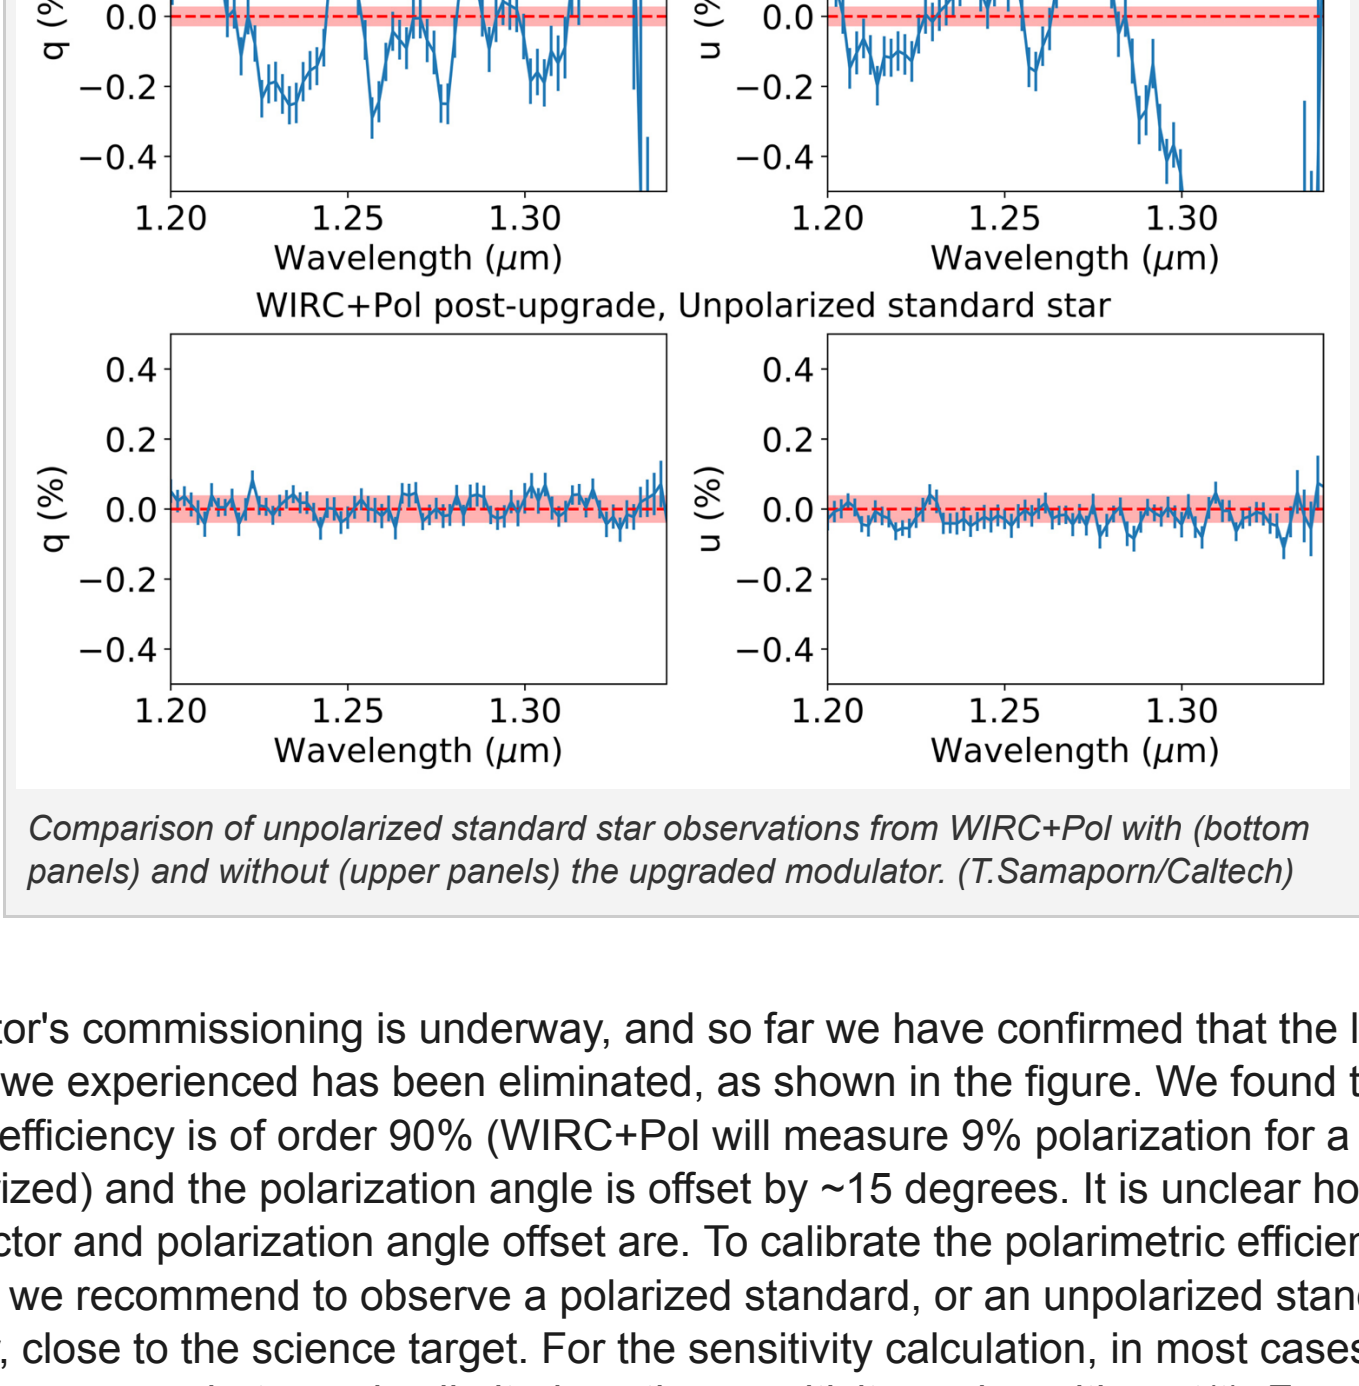 0.0 0.0
q (% u (%
−0.2 −0.2
−0.4 −0.4
1.20 1.25 1.30 1.20 1.25 1.30
Wavelength (μm) Wavelength (μm)
WIRC+Pol post-upgrade, Unpolarized standard star
0.4 0.4
0.2 0.2
q (%) 0.0 u (%) 0.0
−0.2 −0.2
−0.4 −0.4
1.20 1.25 1.30 1.20 1.25 1.30
Wavelength (μm) Wavelength (μm)
Comparison of unpolarized standard star observations from WIRC+Pol with (bottom
panels) and without (upper panels) the upgraded modulator. (T.Samaporn/Caltech)
tor's commissioning is underway, and so far we have confirmed that the l
we experienced has been eliminated, as shown in the figure. We found t
efficiency is of order 90% (WIRC+Pol will measure 9% polarization for a
ized) and the polarization angle is offset by ~15 degrees. It is unclear ho
ctor and polarization angle offset are. To calibrate the polarimetric efficien
we recommend to observe a polarized standard, or an unpolarized stan
, close to the science target. For the sensitivity calculation, in most cases